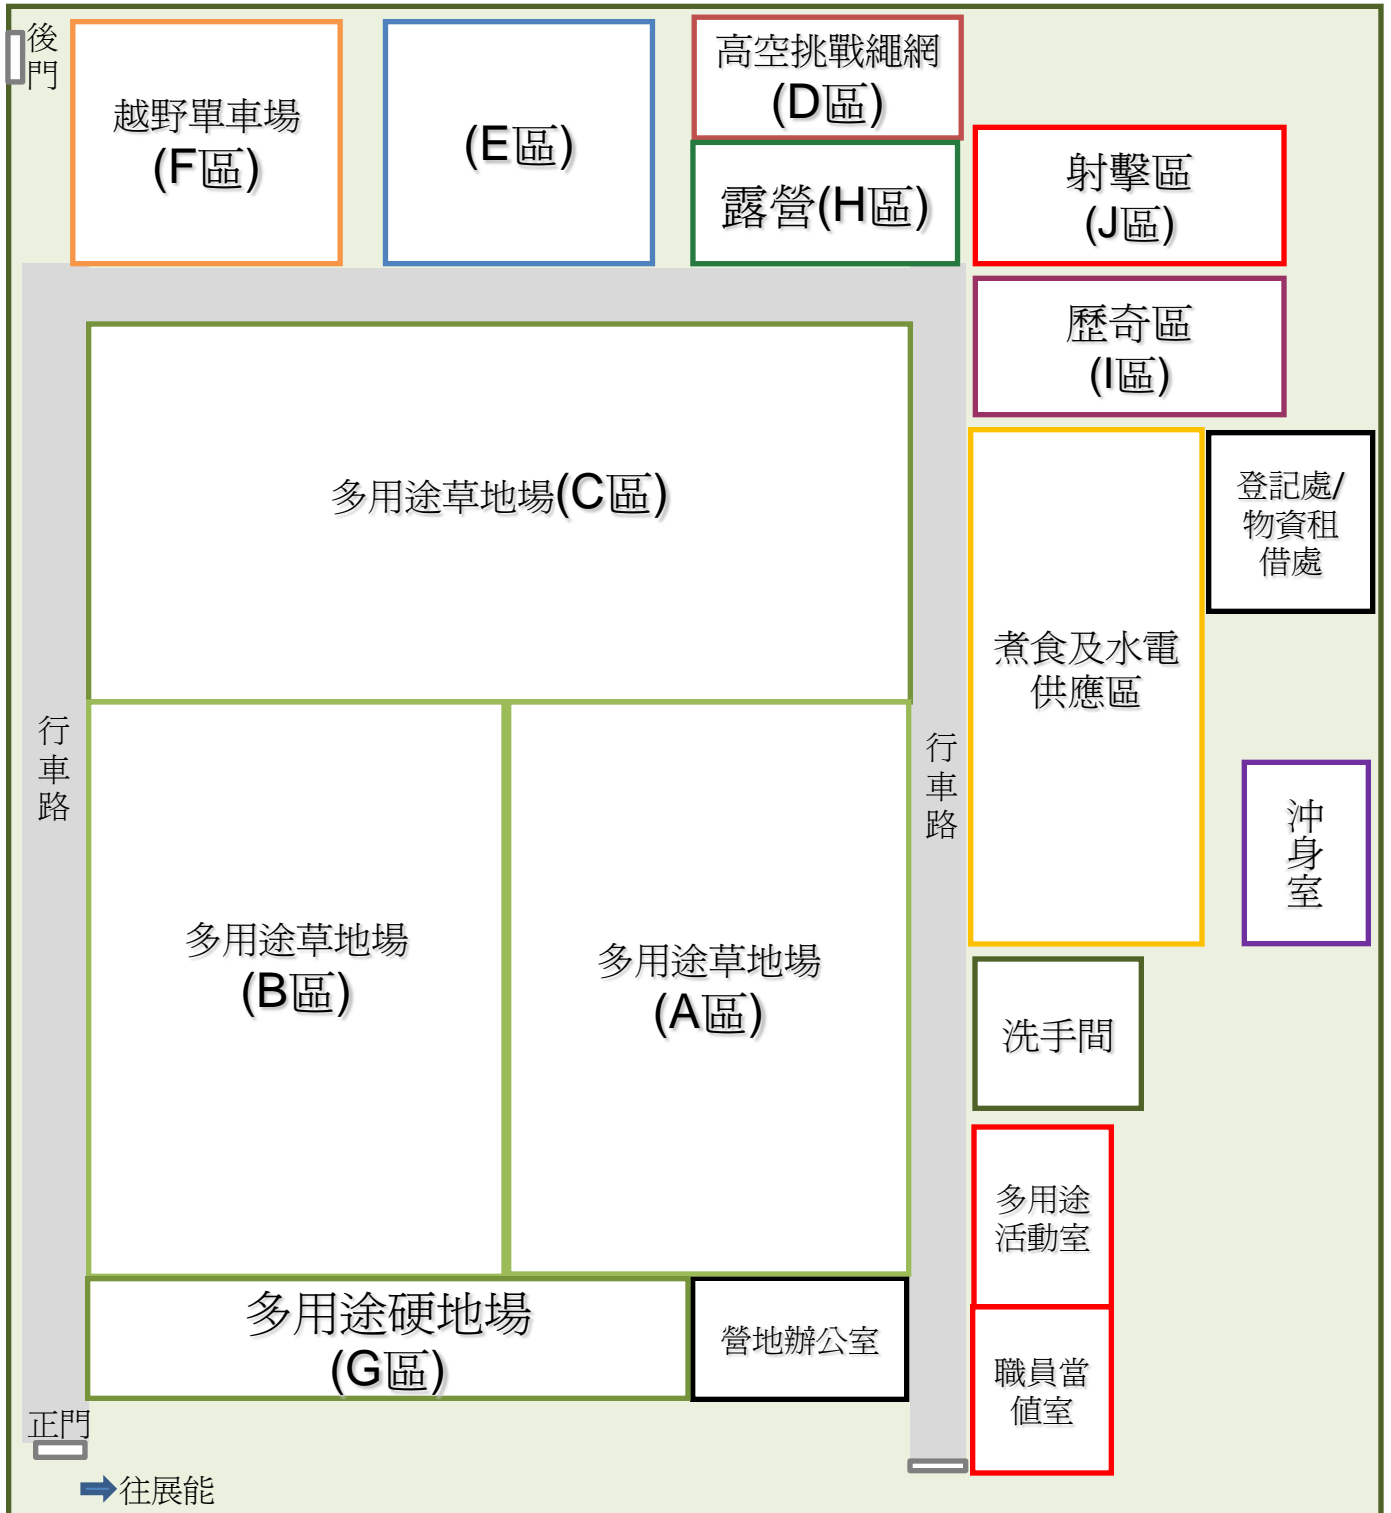 後
門
越野單車場
(F區)
(E區)
高空挑戰繩網
(D區)
露營(H區)
射擊區
(J區)
歷奇區
(I區)
多用途草地場(C區)
登記處/
物資租
借處
煮食及水電
供應區
行
車
路
行
車
路
沖
身
室
多用途草地場
(B區)
多用途草地場
(A區)
洗手間
多用途
活動室
多用途硬地場
(G區)
營地辦公室
職員當
值室
正門
往展能